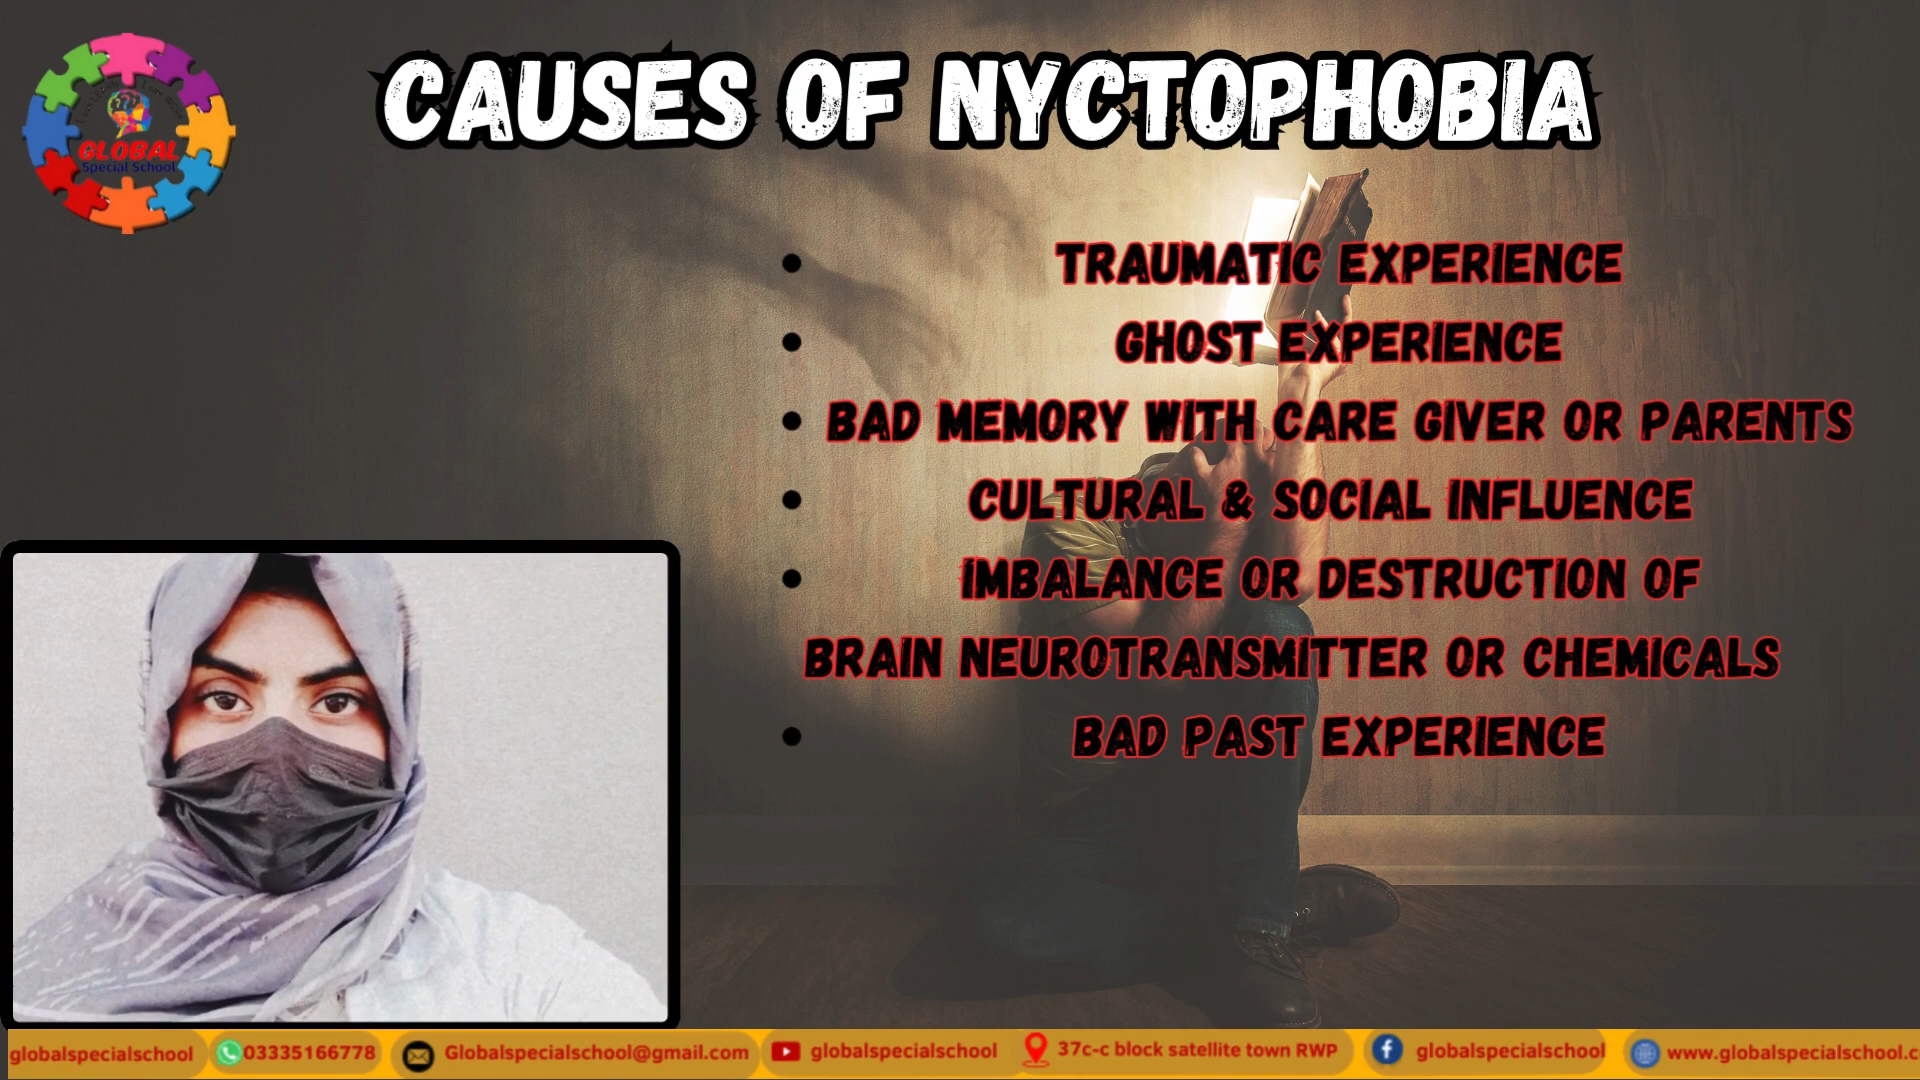 CAUSES OF NYCTOPHOBIA
GLOBAL
Special School
• TRAUMATIC EXPERIENCE
• GHOST EXPERIENCE
• BAD MEMORY WITH CARE GIVER OR PARENTS
• CULTURAL & SOCIAL INFLUENCE
• IMBALANCE OR DESTRUCTION OF
BRAIN NEUROTRANSMITTER OR CHEMICALS
• BAD PAST EXPERIENCE
globalspecialschool 03335166778 Globalspecialschool@gmail.com globalspecialschool 37c-c block satellite town RWP globalspecialschool www.globalspecialschool.c